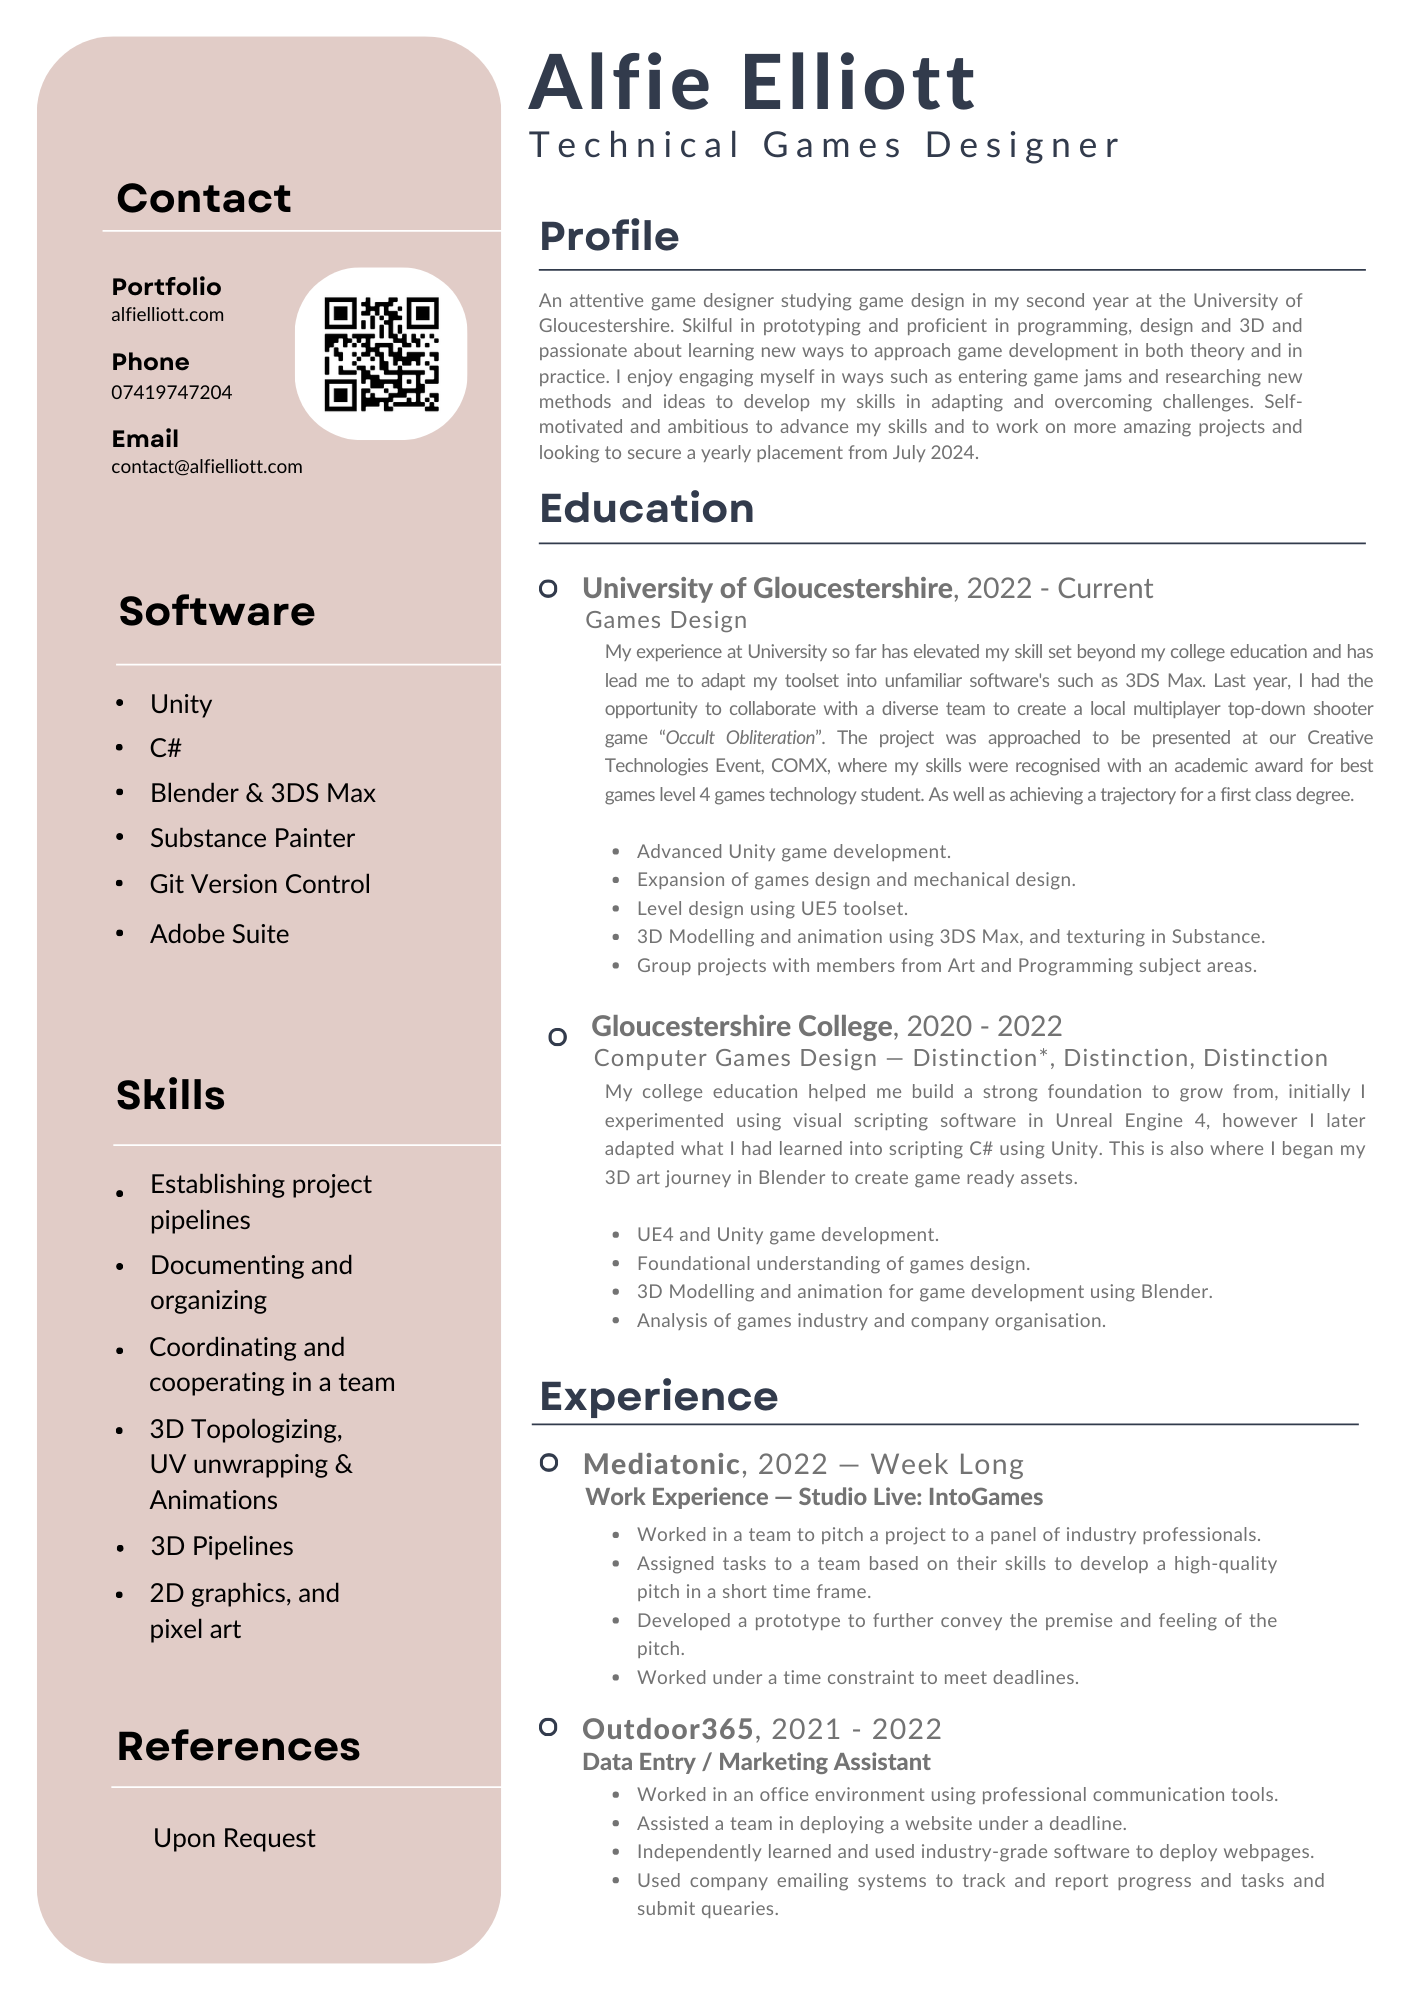 Alfie Elliott
Technical Games Designer
Contact
Portfolio
alfielliott.com
Phone
07419747204
Email
contact@alfielliott.com
Software
• Unity
• C#
• Blender & 3DS Max
• Substance Painter
• Git Version Control
• Adobe Suite
Skills
• Establishing project
pipelines
• Documenting and
organizing
• Coordinating and
cooperating in a team
• 3D Topologizing,
UV unwrapping &
Animations
• 3D Pipelines
• 2D graphics, and
pixel art
References
Upon Request
Profile
An attentive game designer studying game design in my second year at the University of
Gloucestershire. Skilful in prototyping and proficient in programming, design and 3D and
passionate about learning new ways to approach game development in both theory and in
practice. I enjoy engaging myself in ways such as entering game jams and researching new
methods and ideas to develop my skills in adapting and overcoming challenges. Self-
motivated and ambitious to advance my skills and to work on more amazing projects and
looking to secure a yearly placement from July 2024.
Education
University of Gloucestershire, 2022 - Current
Games Design
My experience at University so far has elevated my skill set beyond my college education and has
lead me to adapt my toolset into unfamiliar software's such as 3DS Max. Last year, I had the
opportunity to collaborate with a diverse team to create a local multiplayer top-down shooter
game “Occult Obliteration”. The project was approached to be presented at our Creative
Technologies Event, COMX, where my skills were recognised with an academic award for best
games level 4 games technology student. As well as achieving a trajectory for a first class degree.
• Advanced Unity game development.
• Expansion of games design and mechanical design.
• Level design using UE5 toolset.
• 3D Modelling and animation using 3DS Max, and texturing in Substance.
• Group projects with members from Art and Programming subject areas.
Gloucestershire College, 2020 - 2022
Computer Games Design — Distinction*, Distinction, Distinction
My college education helped me build a strong foundation to grow from, initially I
experimented using visual scripting software in Unreal Engine 4, however I later
adapted what I had learned into scripting C# using Unity. This is also where I began my
3D art journey in Blender to create game ready assets.
• UE4 and Unity game development.
• Foundational understanding of games design.
• 3D Modelling and animation for game development using Blender.
• Analysis of games industry and company organisation.
Experience
Mediatonic, 2022 — Week Long
Work Experience — Studio Live: IntoGames
• Worked in a team to pitch a project to a panel of industry professionals.
• Assigned tasks to a team based on their skills to develop a high-quality
pitch in a short time frame.
• Developed a prototype to further convey the premise and feeling of the
pitch.
• Worked under a time constraint to meet deadlines.
Outdoor365, 2021 - 2022
Data Entry / Marketing Assistant
• Worked in an office environment using professional communication tools.
• Assisted a team in deploying a website under a deadline.
• Independently learned and used industry-grade software to deploy webpages.
• Used company emailing systems to track and report progress and tasks and
submit quearies.